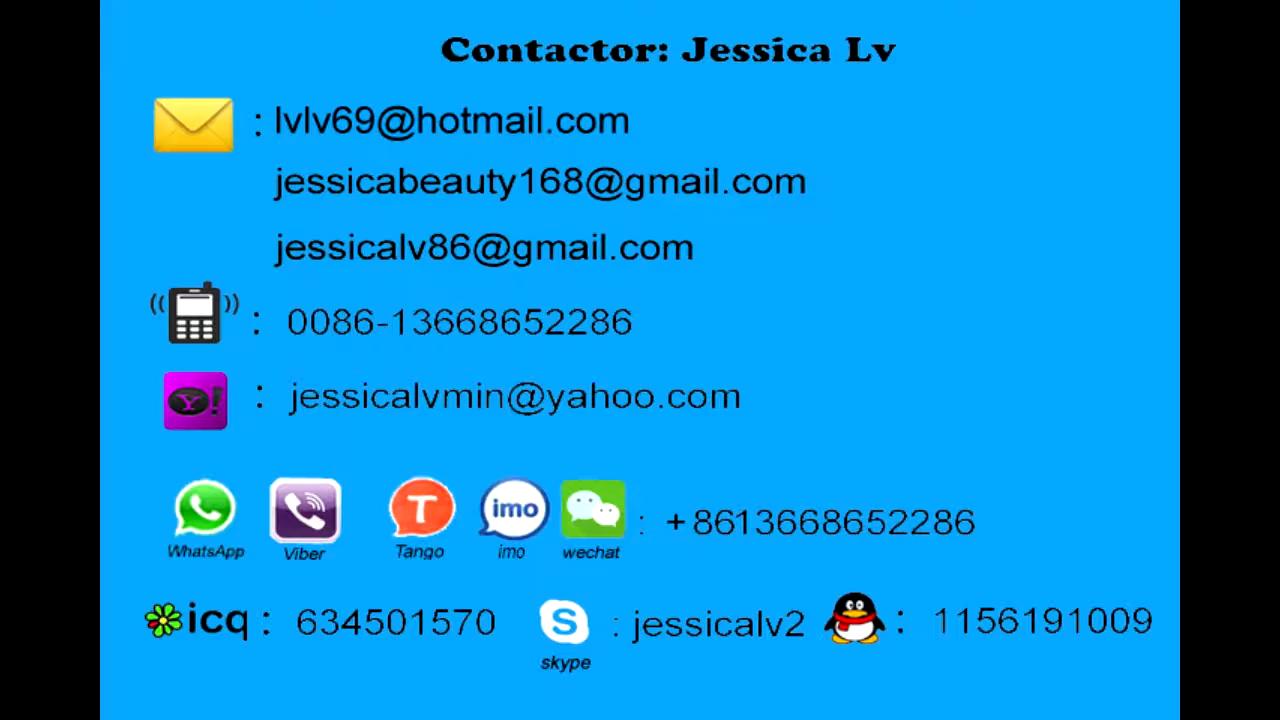 Contactor: Jessica Lv
: lvlv69@hotmail.com
jessicabeauty168@gmail.com
jessicalv86@gmail.com
: 0086-13668652286
Y! : jessicalvmin@yahoo.com
T imo : +8613668652286
WhatsApp Viber Tango imo wechat
icq : 634501570 S : jessicalv2 : 1156191009
skype